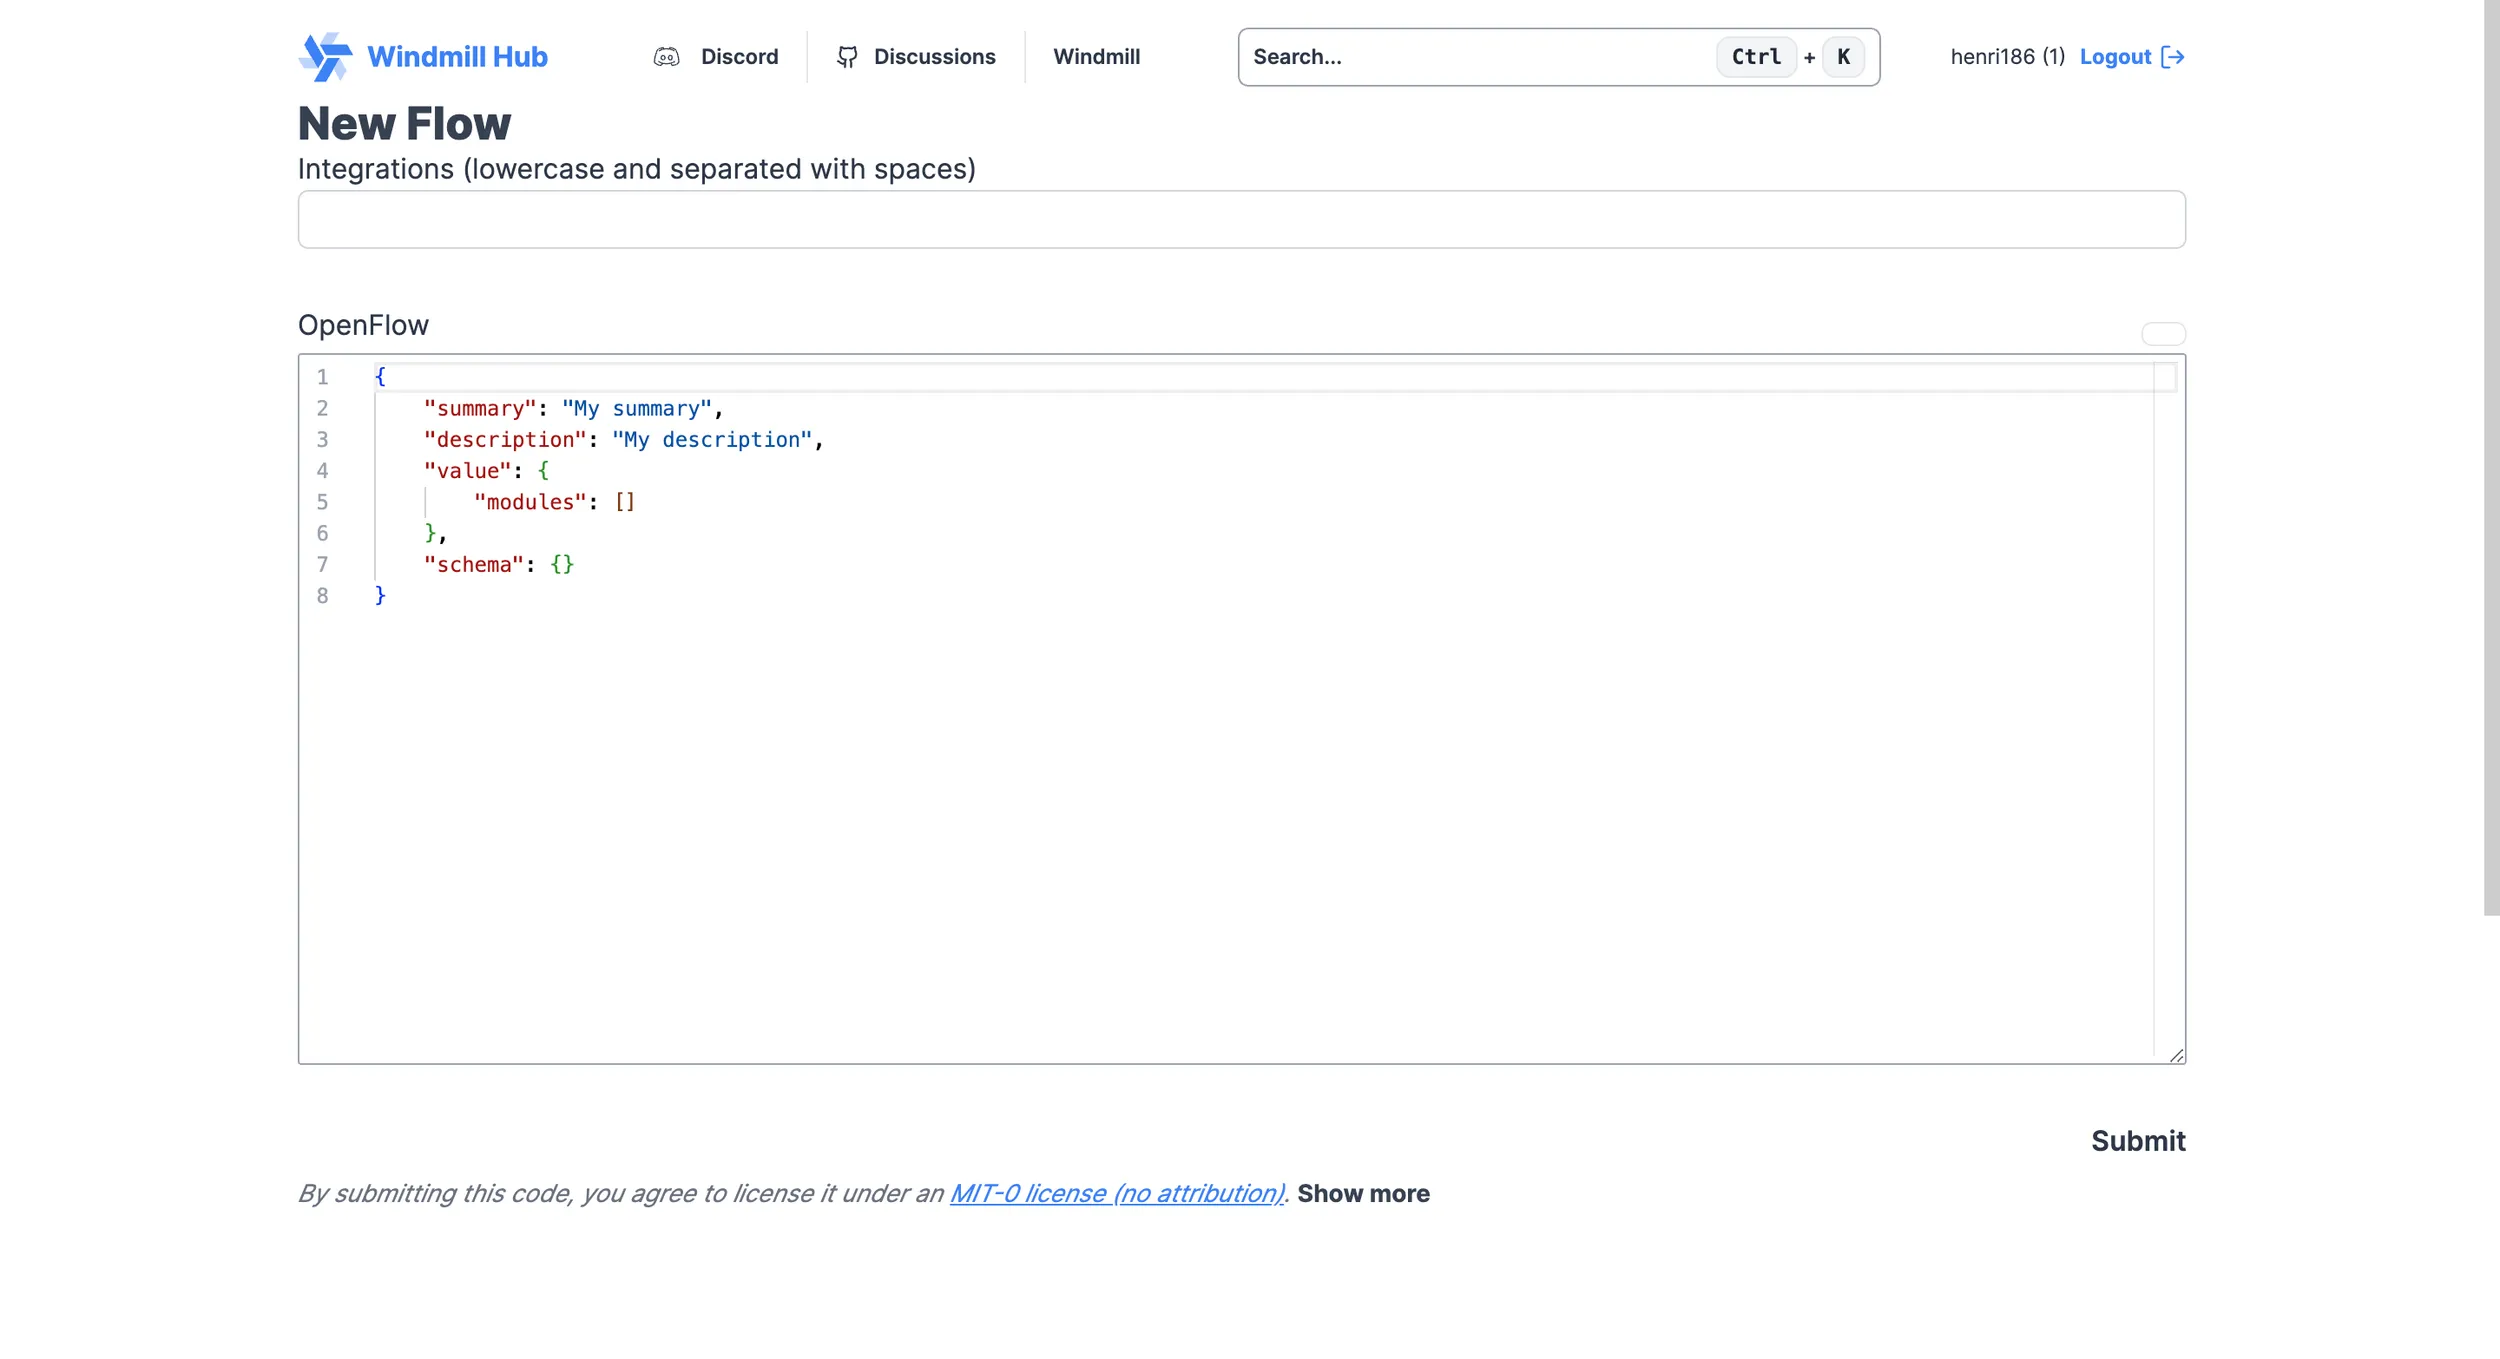 Windmill Hub Discord Discussions Windmill Search... Ctrl + K henri186 (1) Logout
New Flow
Integrations (lowercase and separated with spaces)
OpenFlow
1 {
2 "summary": "My summary",
3 "description": "My description",
4 "value": {
5 "modules": []
6 },
7 "schema": {}
8 }
Submit
By submitting this code, you agree to license it under an MIT-0 license (no attribution). Show more